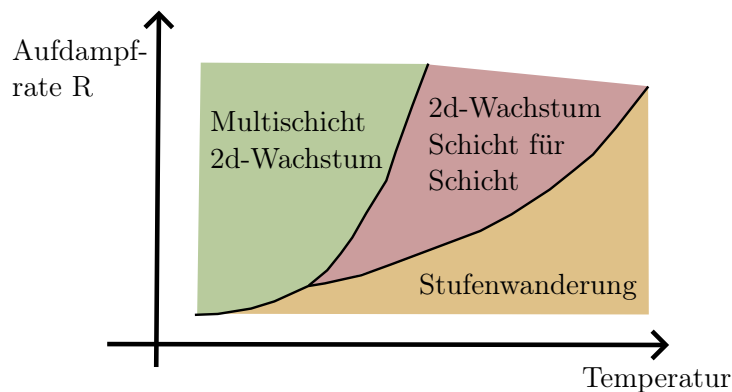 Aufdampf-
rate R
Multischicht
2d-Wachstum
2d-Wachstum
Schicht für
Schicht
Stufenwanderung
Temperatur